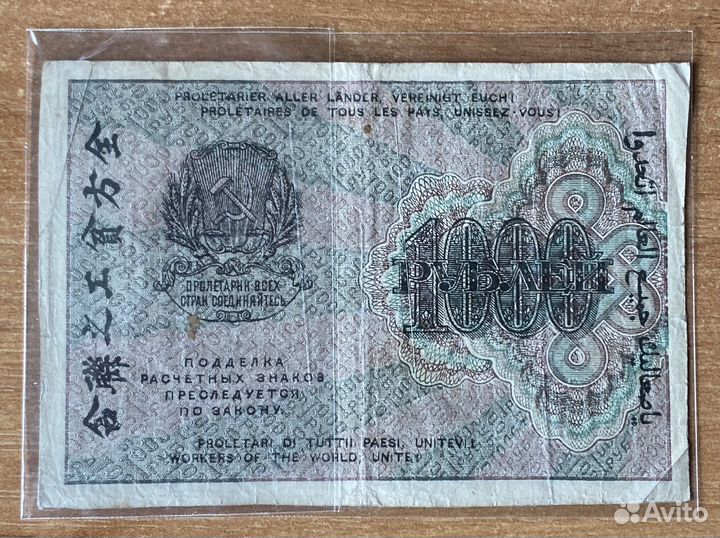 PROLETARIER ALLER LÄNDER, VEREINIGT EUCH!
PROLÉTAIRES DE TOUS LES PAYS, UNISSEZ-VOUS!
全方貧工之聯合
ПРОЛЕТАРИИ ВСЕХ
СТРАН СОЕДИНЯЙТЕСЬ
1000
РУБЛЕЙ
ПОДДЕЛКА
РАСЧЕТНЫХ ЗНАКОВ
ПРЕСЛЕДУЕТСЯ
ПО ЗАКОНУ.
PROLETARI DI TUTTII PAESI, UNITEVI!
WORKERS OF THE WORLD, UNITE!
Avito